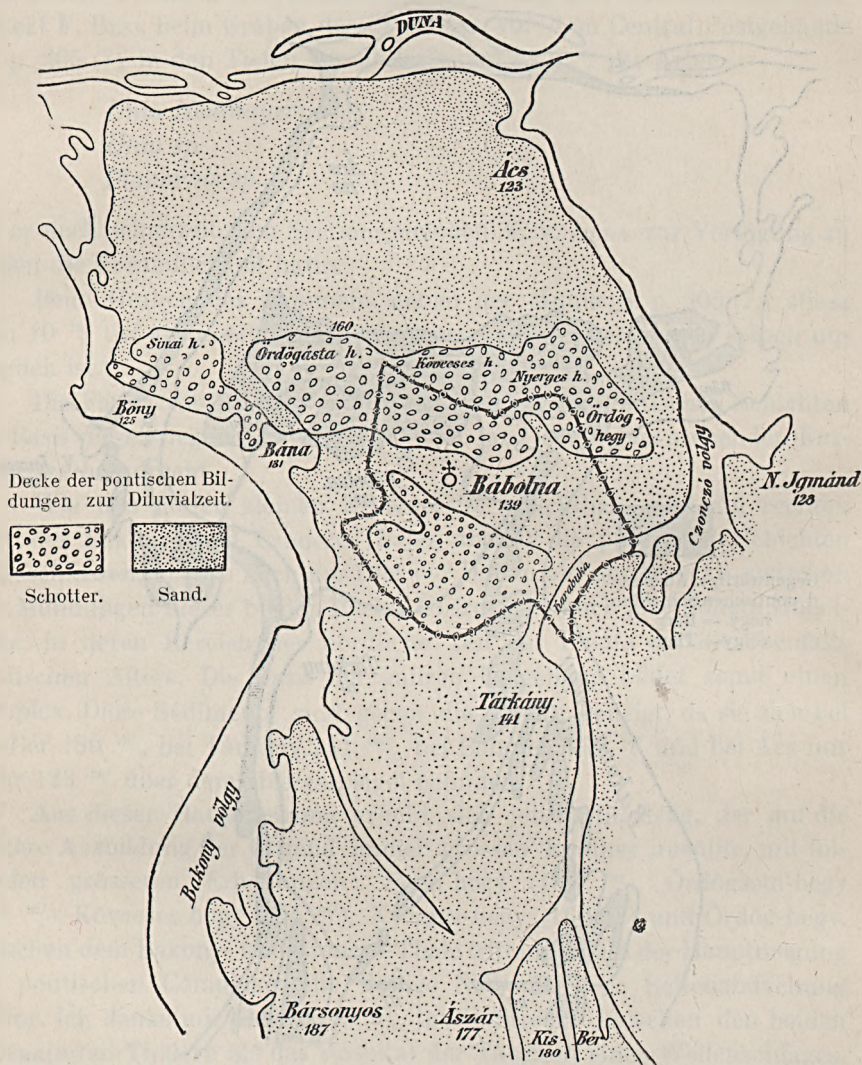 DUNA
Ács
123
160
Sinai h.
Ördögásta h.
Kövecses h.
Nyerges h.
Ördög
hegy
Bőny
125
Bána
131
Bábolna
139
Czonczó völgy
N. Igmánd
128
Decke der pontischen Bil-
dungen zur Diluvialzeit.
Schotter. Sand.
Tárkány
141
Bakony völgy
Bársonyos
187
Ászár
177
Kis-Bér
180